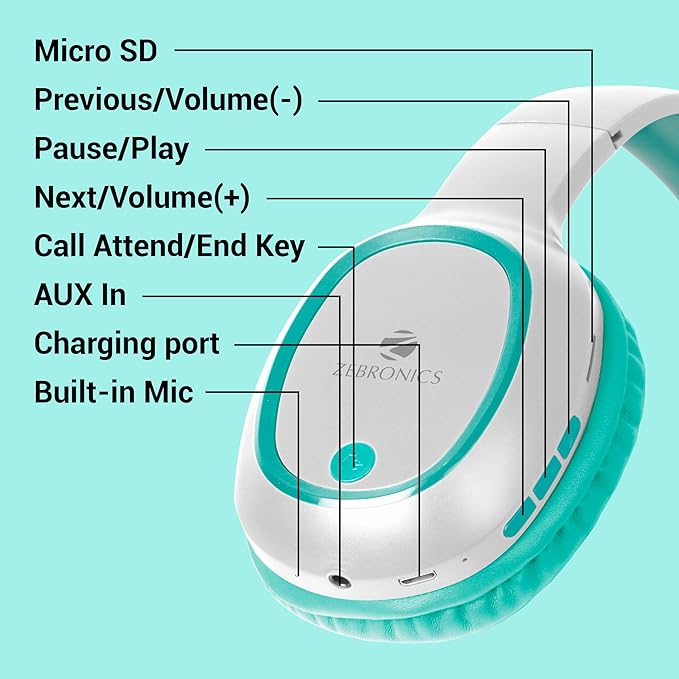 Micro SD
Previous/Volume(-)
Pause/Play
Next/Volume(+)
Call Attend/End Key
AUX In
Charging port
Built-in Mic
ZEBRONICS